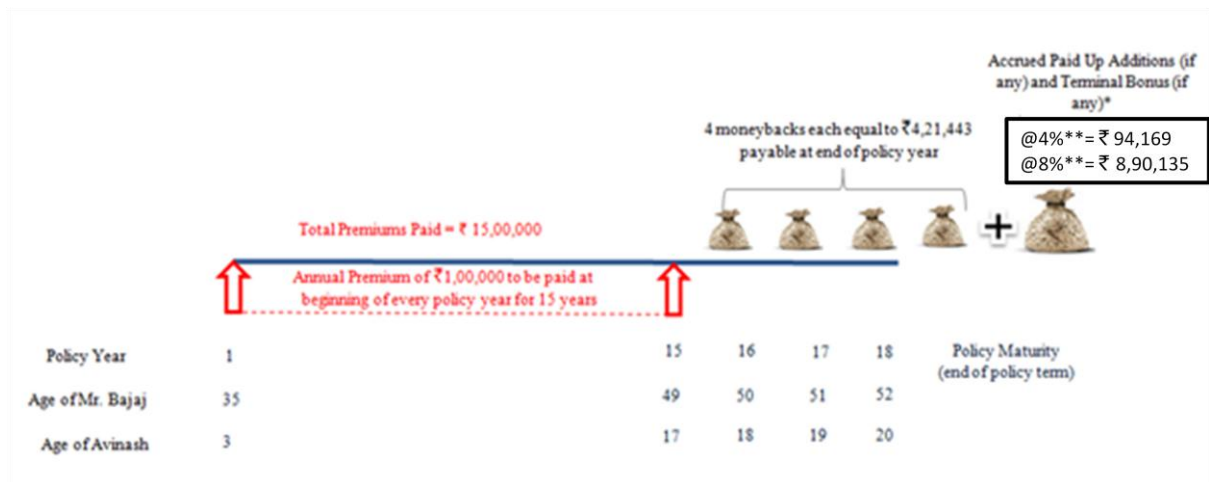 Accrued Paid Up Additions (if
any) and Terminal Bonus (if
any)*
@4%**= ₹ 94,169
@8%**= ₹ 8,90,135
4 moneybacks each equal to ₹4,21,443
payable at end of policy year
Total Premiums Paid = ₹ 15,00,000
+
Annual Premium of ₹1,00,000 to be paid at
beginning of every policy year for 15 years
Policy Year 1 15 16 17 18 Policy Maturity
(end of policy term)
Age of Mr. Bajaj 35 49 50 51 52
Age of Avinash 3 17 18 19 20